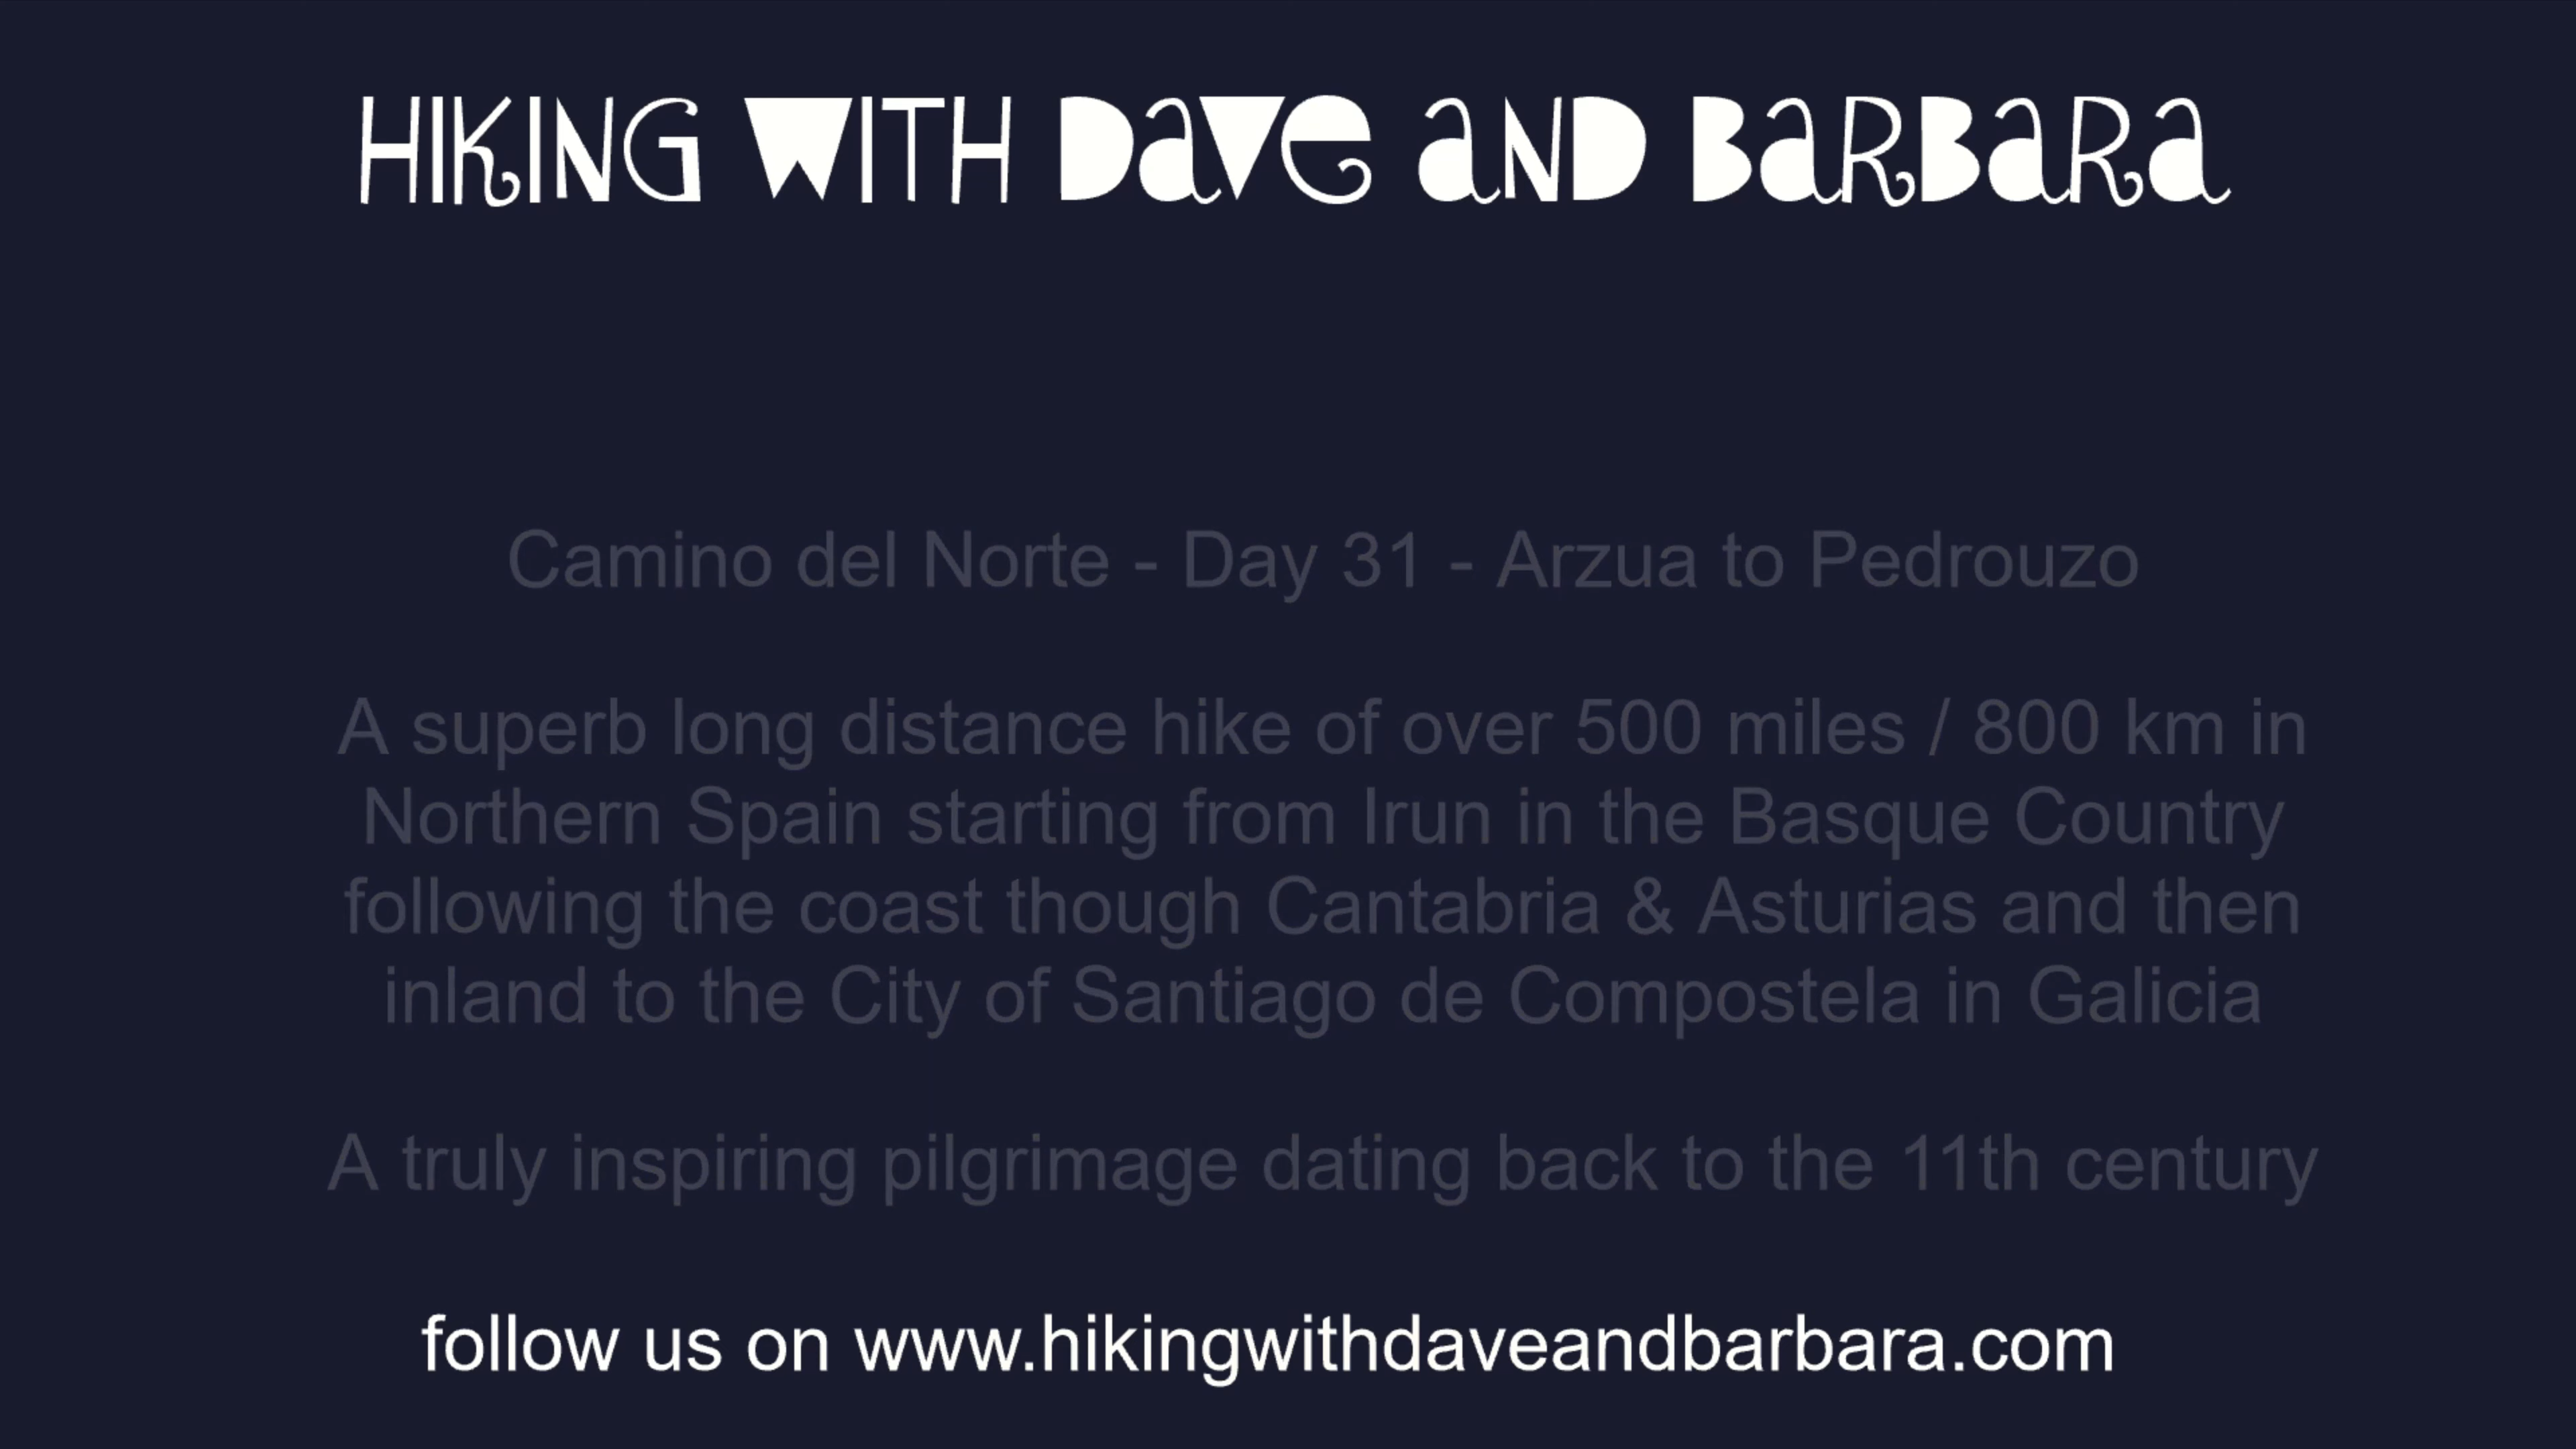 HIKING WITH DaVe aND BaRBaRa
Camino del Norte - Day 31 - Arzua to Pedrouzo
A superb long distance hike of over 500 miles / 800 km in
Northern Spain starting from Irun in the Basque Country
following the coast though Cantabria & Asturias and then
inland to the City of Santiago de Compostela in Galicia
A truly inspiring pilgrimage dating back to the 11th century
follow us on www.hikingwithdaveandbarbara.com